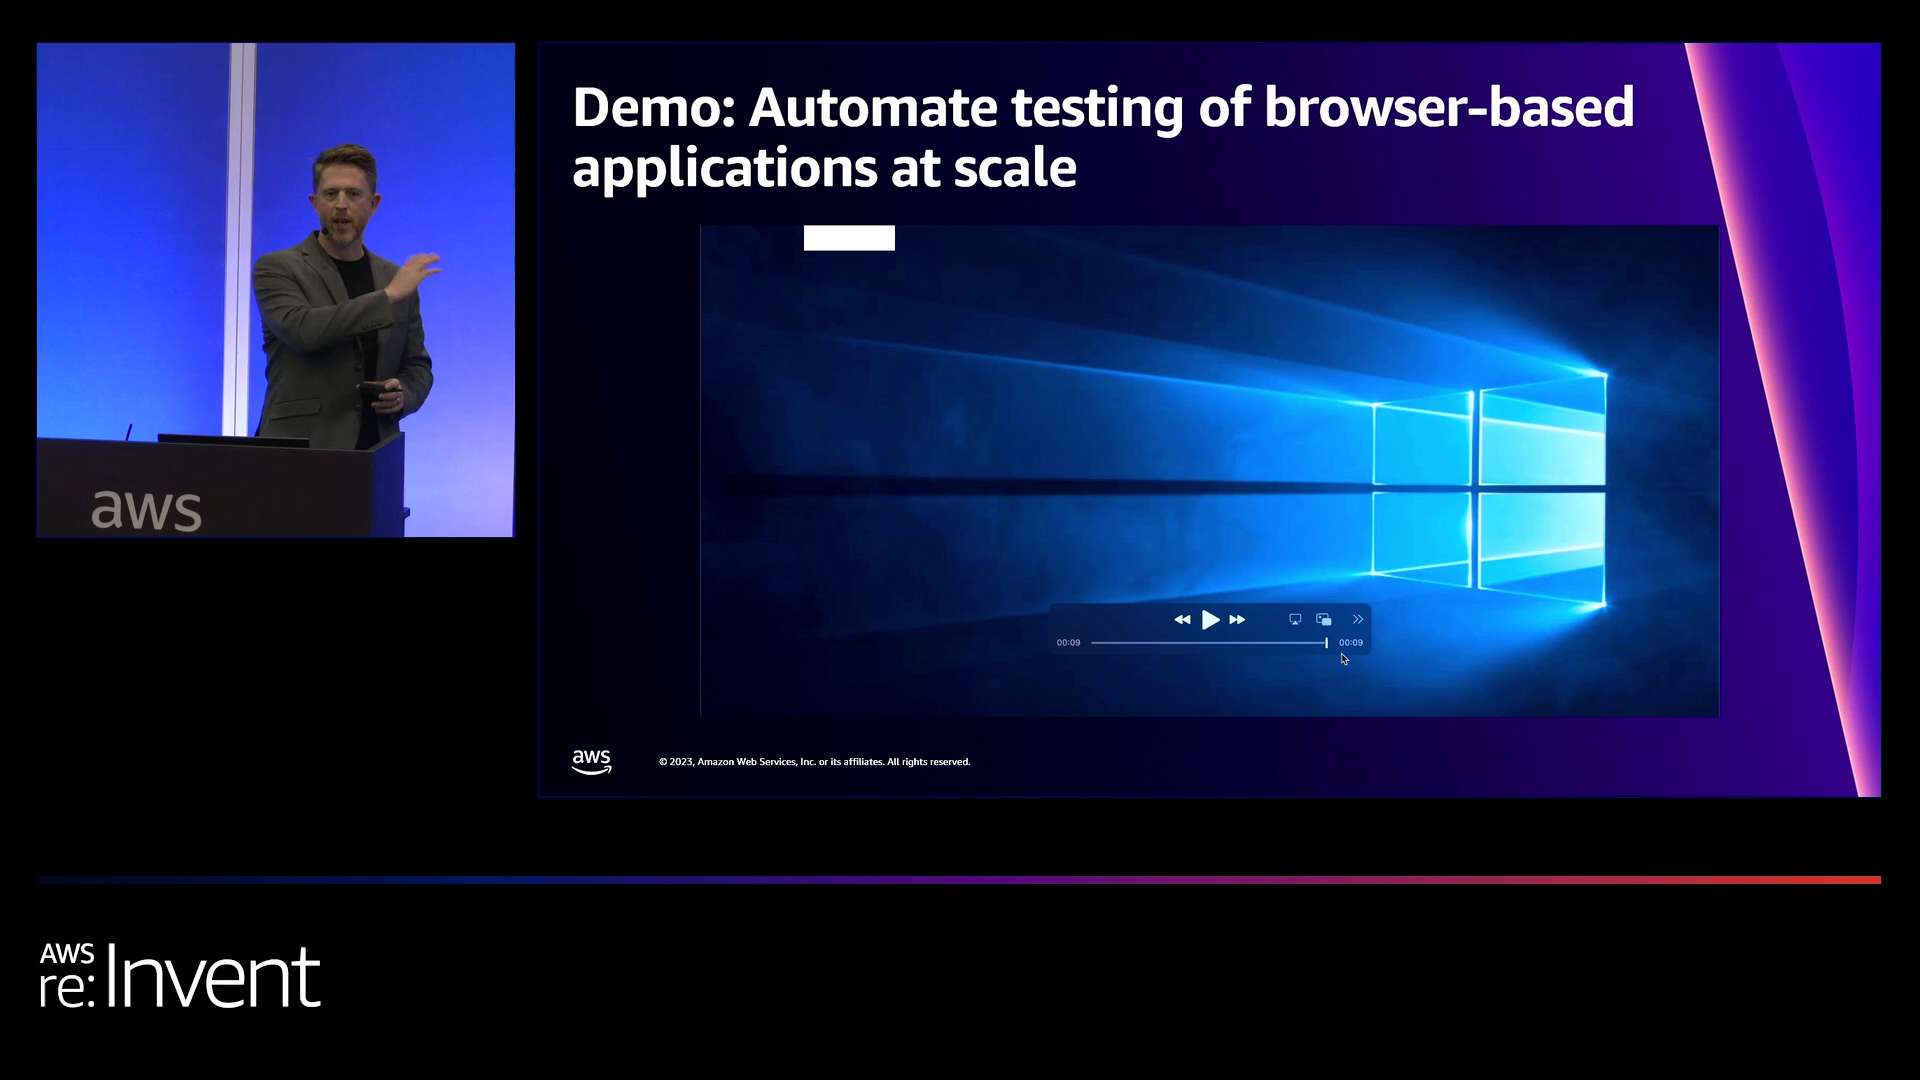 Demo: Automate testing of browser-based
applications at scale
00:09
00:09
aws
aws
© 2023, Amazon Web Services, Inc. or its affiliates. All rights reserved.
AWS
re:Invent